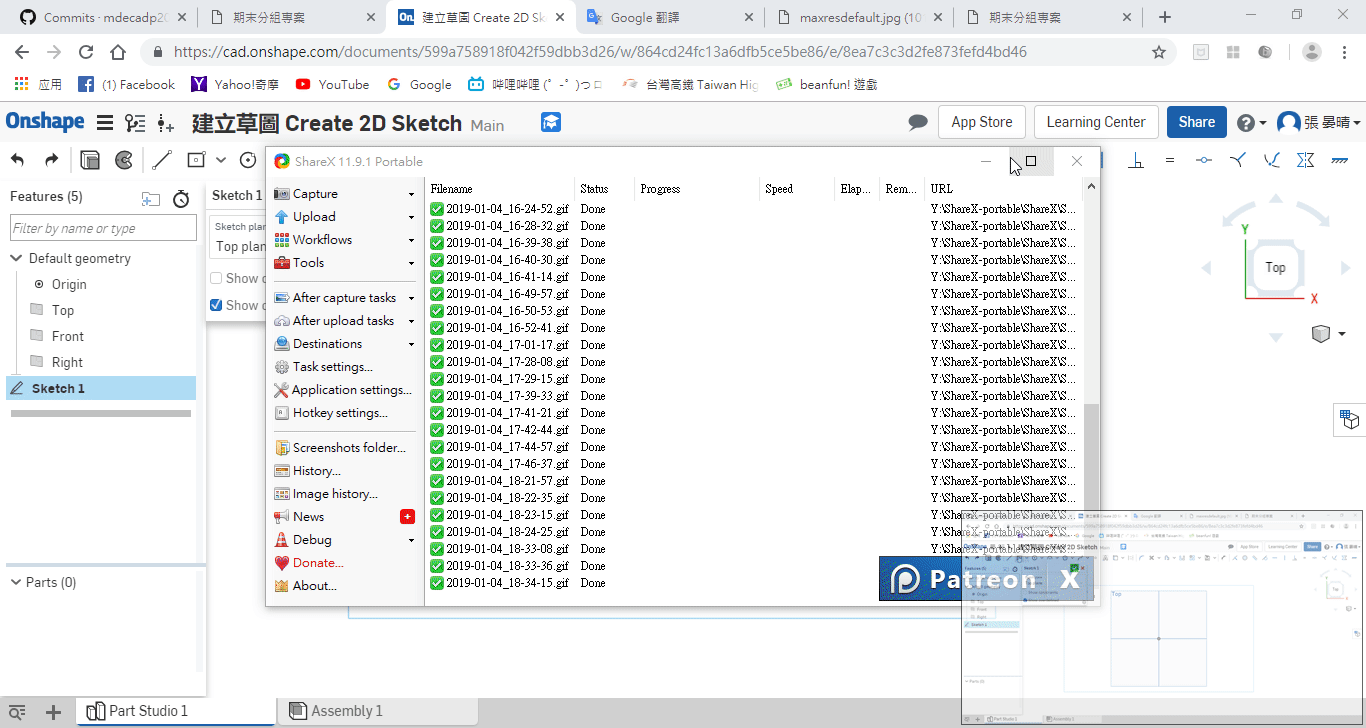 Commits · mdecadp20
期末分組專案
建立草圖 Create 2D Sk
Google 翻譯
maxresdefault.jpg (10
期末分組專案
https://cad.onshape.com/documents/599a758918f042f59dbb3d26/w/864cd24fc13a6dfb5ce5be86/e/8ea7c3c3d2fe873fefd4bd46
应用
(1) Facebook
Yahoo!奇摩
YouTube
Google
哔哩哔哩 (゜-゜)つロ
台灣高鐵 Taiwan Hig
beanfun! 遊戲
Onshape
建立草圖 Create 2D Sketch Main
App Store
Learning Center
Share
張 晏晴
Features (5)
Filter by name or type
Default geometry
Origin
Top
Front
Right
Sketch 1
Parts (0)
Sketch 1
Sketch plan
Top plan
Show c
Show c
ShareX 11.9.1 Portable
Capture
Upload
Workflows
Tools
After capture tasks
After upload tasks
Destinations
Task settings...
Application settings...
Hotkey settings...
Screenshots folder...
History...
Image history...
News
Debug
Donate...
About...
Filename Status Progress Speed Elap... Rem... URL
2019-01-04_16-24-52.gif Done Y:\ShareX-portable\ShareX\S...
2019-01-04_16-28-32.gif Done Y:\ShareX-portable\ShareX\S...
2019-01-04_16-39-38.gif Done Y:\ShareX-portable\ShareX\S...
2019-01-04_16-40-30.gif Done Y:\ShareX-portable\ShareX\S...
2019-01-04_16-41-14.gif Done Y:\ShareX-portable\ShareX\S...
2019-01-04_16-49-57.gif Done Y:\ShareX-portable\ShareX\S...
2019-01-04_16-50-53.gif Done Y:\ShareX-portable\ShareX\S...
2019-01-04_16-52-41.gif Done Y:\ShareX-portable\ShareX\S...
2019-01-04_17-01-17.gif Done Y:\ShareX-portable\ShareX\S...
2019-01-04_17-28-08.gif Done Y:\ShareX-portable\ShareX\S...
2019-01-04_17-29-15.gif Done Y:\ShareX-portable\ShareX\S...
2019-01-04_17-39-33.gif Done Y:\ShareX-portable\ShareX\S...
2019-01-04_17-41-21.gif Done Y:\ShareX-portable\ShareX\S...
2019-01-04_17-42-44.gif Done Y:\ShareX-portable\ShareX\S...
2019-01-04_17-44-57.gif Done Y:\ShareX-portable\ShareX\S...
2019-01-04_17-46-37.gif Done Y:\ShareX-portable\ShareX\S...
2019-01-04_18-21-57.gif Done Y:\ShareX-portable\ShareX\S...
2019-01-04_18-22-35.gif Done Y:\ShareX-portable\ShareX\S...
2019-01-04_18-23-15.gif Done Y:\ShareX-portable\ShareX\S...
2019-01-04_18-24-25.gif Done Y:\ShareX-portable\ShareX\S...
2019-01-04_18-33-08.gif Done Y:\ShareX-portable\ShareX\S...
2019-01-04_18-33-36.gif Done
2019-01-04_18-34-15.gif Done
Patreon X
Y
Top
X
Top
Part Studio 1
Assembly 1